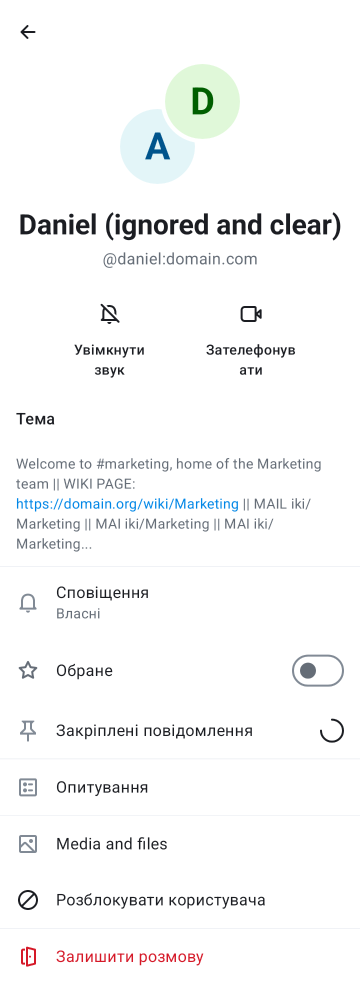 D
A
Daniel (ignored and clear)
@daniel:domain.com
Увімкнути
звук
Зателефонув
ати
Тема
Welcome to #marketing, home of the Marketing
team || WIKI PAGE:
https://domain.org/wiki/Marketing || MAIL iki/
Marketing || MAI iki/Marketing || MAI iki/
Marketing...
Сповіщення
Власні
Обране
Закріплені повідомлення
Опитування
Media and files
Розблокувати користувача
Залишити розмову